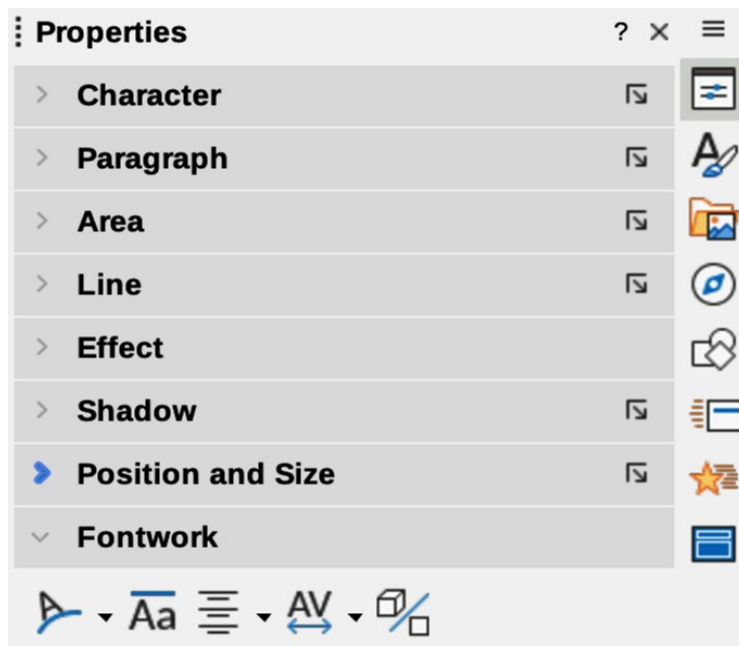 Properties ?
Character
Paragraph
Area
Line
Effect
Shadow
Position and Size
Fontwork
A Aa AV